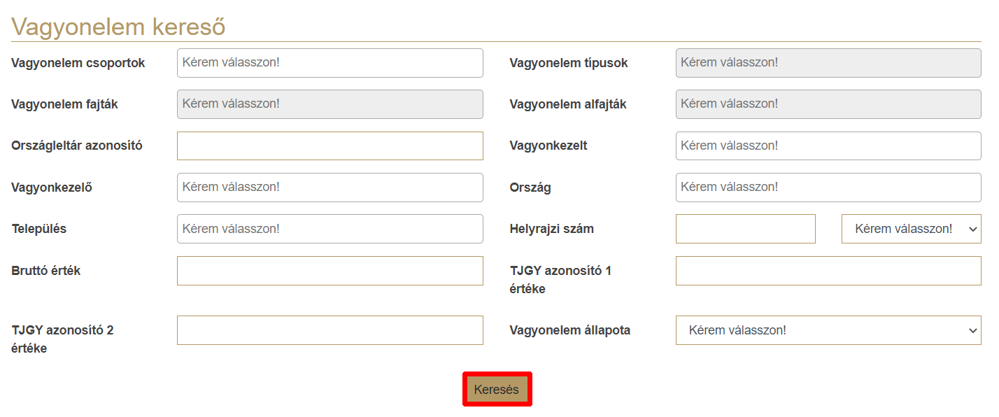 Vagyonelem kereső
Vagyonelem csoportok Kérem válasszon! Vagyonelem típusok Kérem válasszon!
Vagyonelem fajták Kérem válasszon! Vagyonelem alfajták Kérem válasszon!
Országleltár azonosító Vagyonkezelt Kérem válasszon!
Vagyonkezelő Kérem válasszon! Ország Kérem válasszon!
Település Kérem válasszon! Helyrajzi szám Kérem válasszon!
Bruttó érték TJGY azonosító 1
értéke
TJGY azonosító 2 Vagyonelem állapota Kérem válasszon!
értéke
Keresés